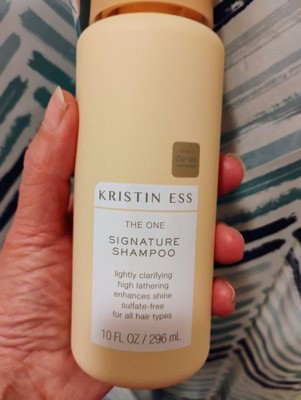 KRISTIN ESS
THE ONE
SIGNATURE
SHAMPOO
lightly clarifying
high lathering
enhances shine
sulfate-free
for all hair types
10 FL OZ / 296 mL